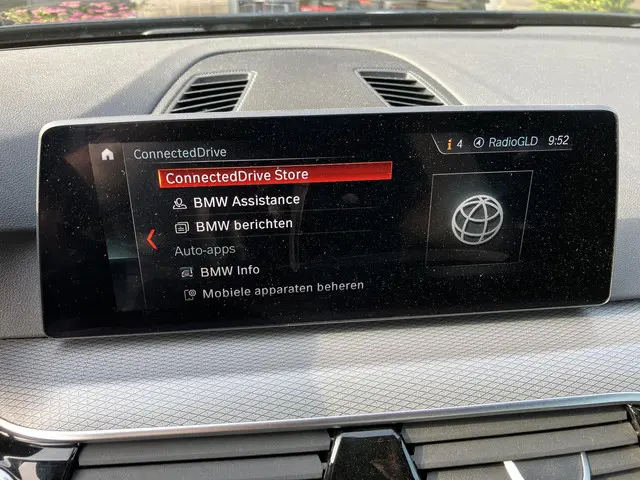 ConnectedDrive
i 4 RadioGLD 9:52
ConnectedDrive Store
BMW Assistance
BMW berichten
Auto-apps
BMW Info
Mobiele apparaten beheren